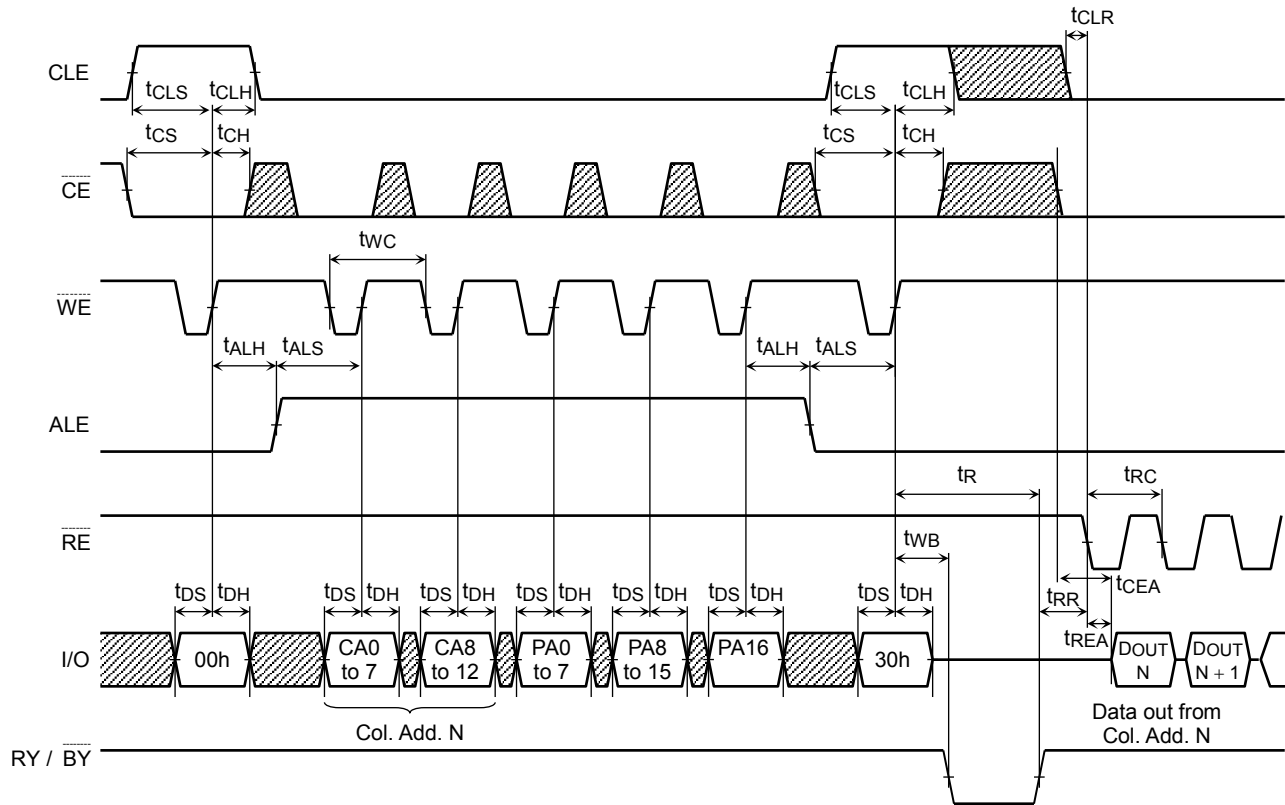 tCLR
CLE
tCLS tCLH tCLS tCLH
tCS tCH tCS tCH
CE
tWC
WE
tALH tALS tALH tALS
ALE
tR tRC
RE
tWB
tDS tDH tDS tDH tDS tDH tDS tDH tDS tDH tDS tDH tDS tDH tRR tCEA
tREA
I/O 00h CA0 to 7 CA8 to 12 PA0 to 7 PA8 to 15 PA16 30h DOUT N DOUT N + 1
Col. Add. N
Data out from
Col. Add. N
RY / BY